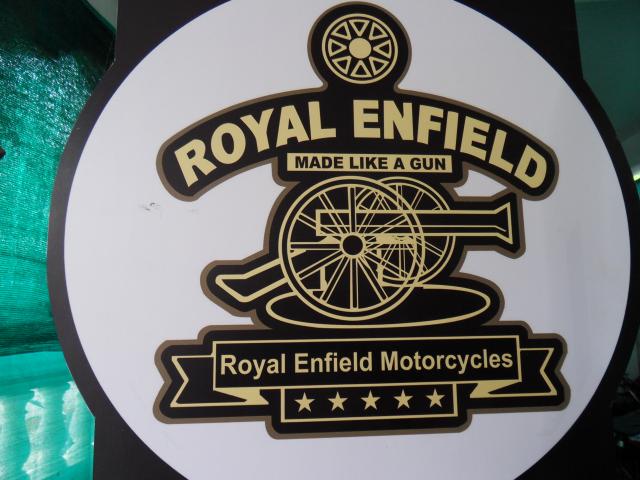 ROYAL ENFIELD
MADE LIKE A GUN
Royal Enfield Motorcycles